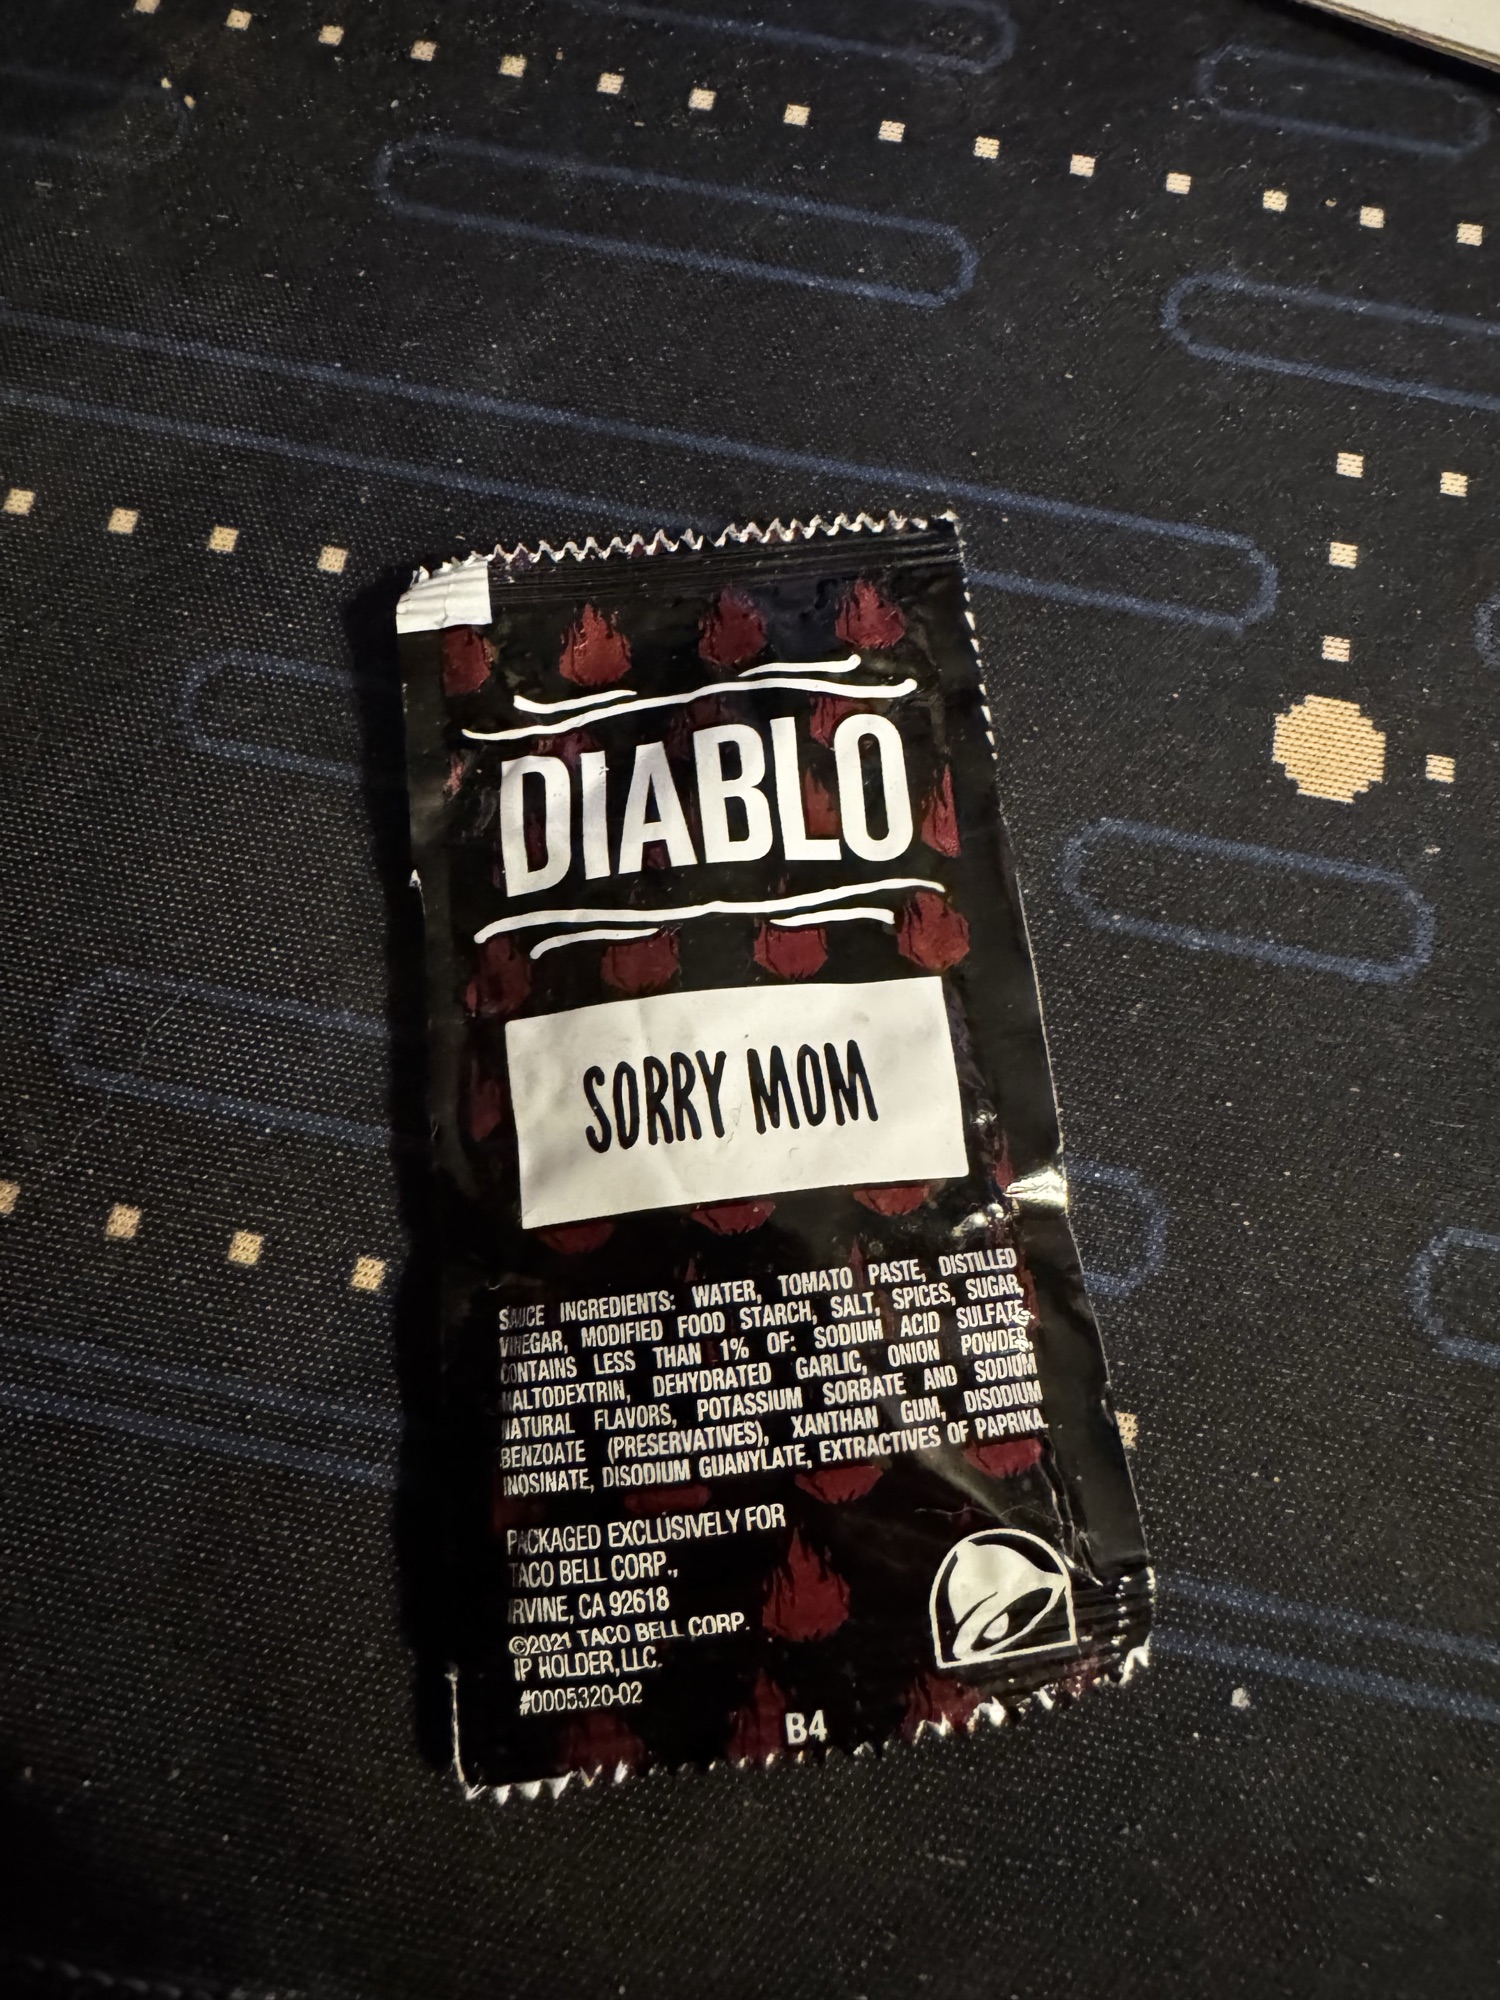 DIABLO
SORRY MOM
SAUCE INGREDIENTS: WATER, TOMATO PASTE, DISTILLED
VINEGAR, MODIFIED FOOD STARCH, SALT, SPICES, SUGAR,
CONTAINS LESS THAN 1% OF: SODIUM ACID SULFATE,
MALTODEXTRIN, DEHYDRATED GARLIC, ONION POWDER,
NATURAL FLAVORS, POTASSIUM SORBATE AND SODIUM
BENZOATE (PRESERVATIVES), XANTHAN GUM, DISODIUM
INOSINATE, DISODIUM GUANYLATE, EXTRACTIVES OF PAPRIKA.
PACKAGED EXCLUSIVELY FOR
TACO BELL CORP.,
IRVINE, CA 92618
©2021 TACO BELL CORP.
IP HOLDER, LLC.
#0005320-02
B4